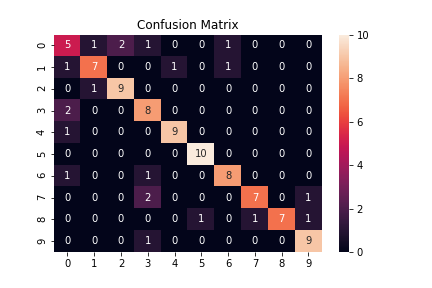 Confusion Matrix
0 5 1 2 1 0 0 1 0 0 0
1 1 7 0 0 1 0 1 0 0 0
2 0 1 9 0 0 0 0 0 0 0
3 2 0 0 8 0 0 0 0 0 0
4 1 0 0 0 9 0 0 0 0 0
5 0 0 0 0 0 10 0 0 0 0
6 1 0 0 1 0 0 8 0 0 0
7 0 0 0 2 0 0 0 7 0 1
8 0 0 0 0 0 1 0 1 7 1
9 0 0 0 1 0 0 0 0 0 9
0 1 2 3 4 5 6 7 8 9
10
8
6
4
2
0